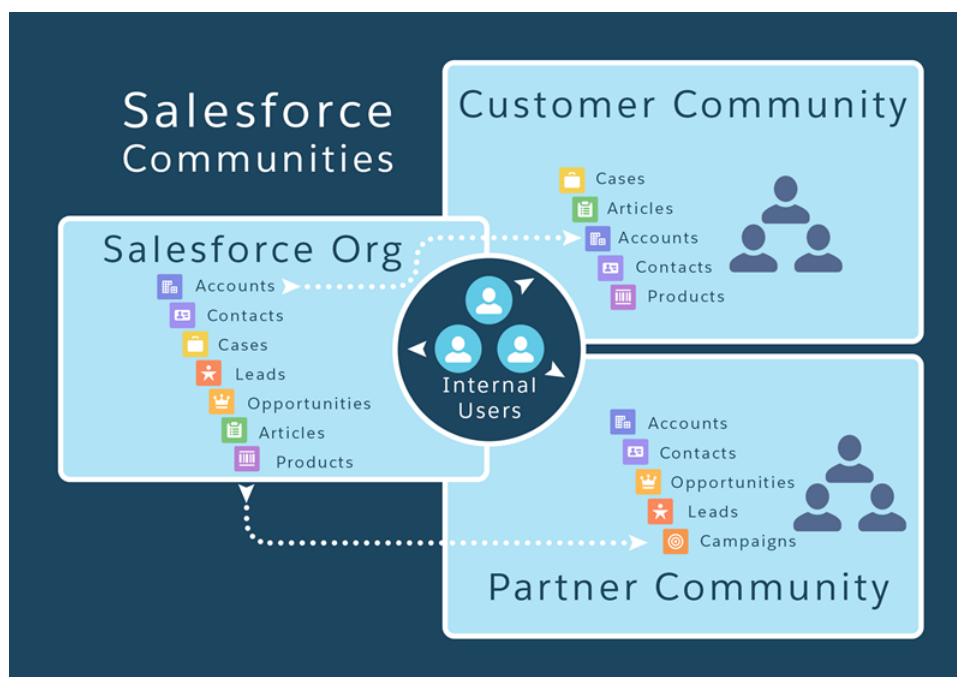 Salesforce
Communities
Customer Community
Cases
Articles
Accounts
Contacts
Products
Salesforce Org
Accounts
Contacts
Cases
Leads
Opportunities
Articles
Products
Internal
Users
Accounts
Contacts
Opportunities
Leads
Campaigns
Partner Community